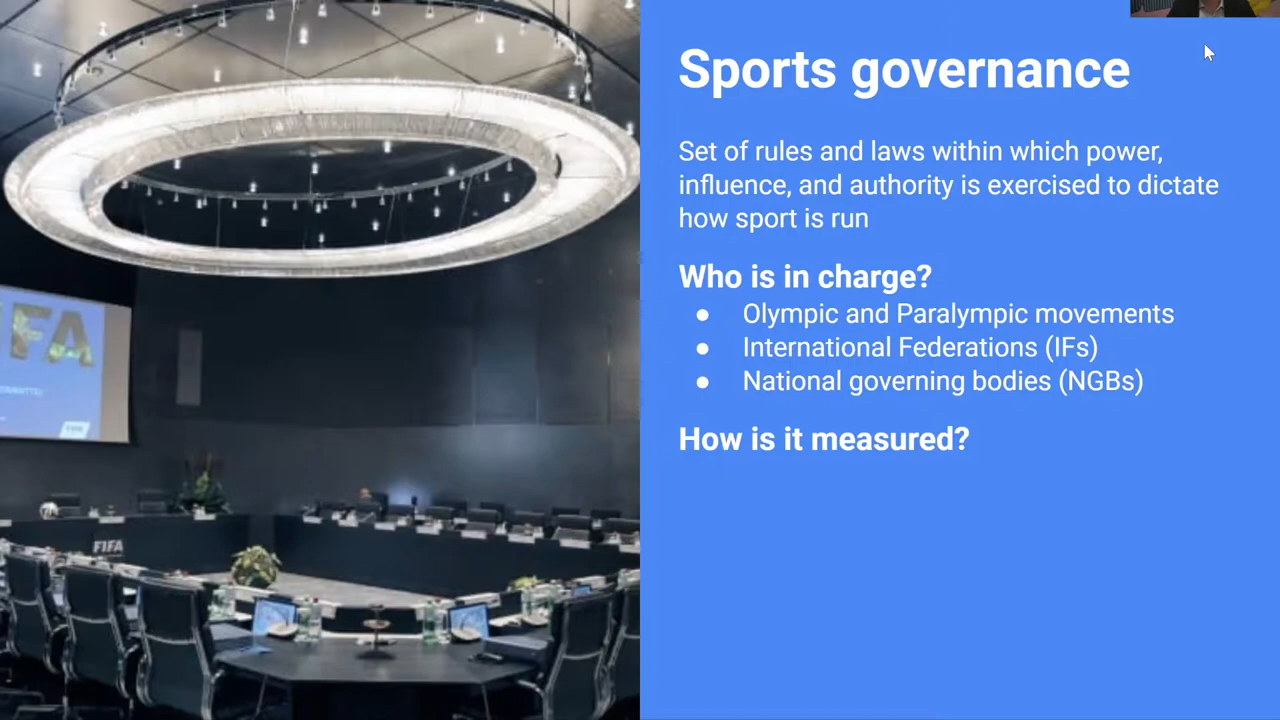 Sports governance
Set of rules and laws within which power,
influence, and authority is exercised to dictate
how sport is run
Who is in charge?
● Olympic and Paralympic movements
● International Federations (IFs)
● National governing bodies (NGBs)
How is it measured?
FIFA